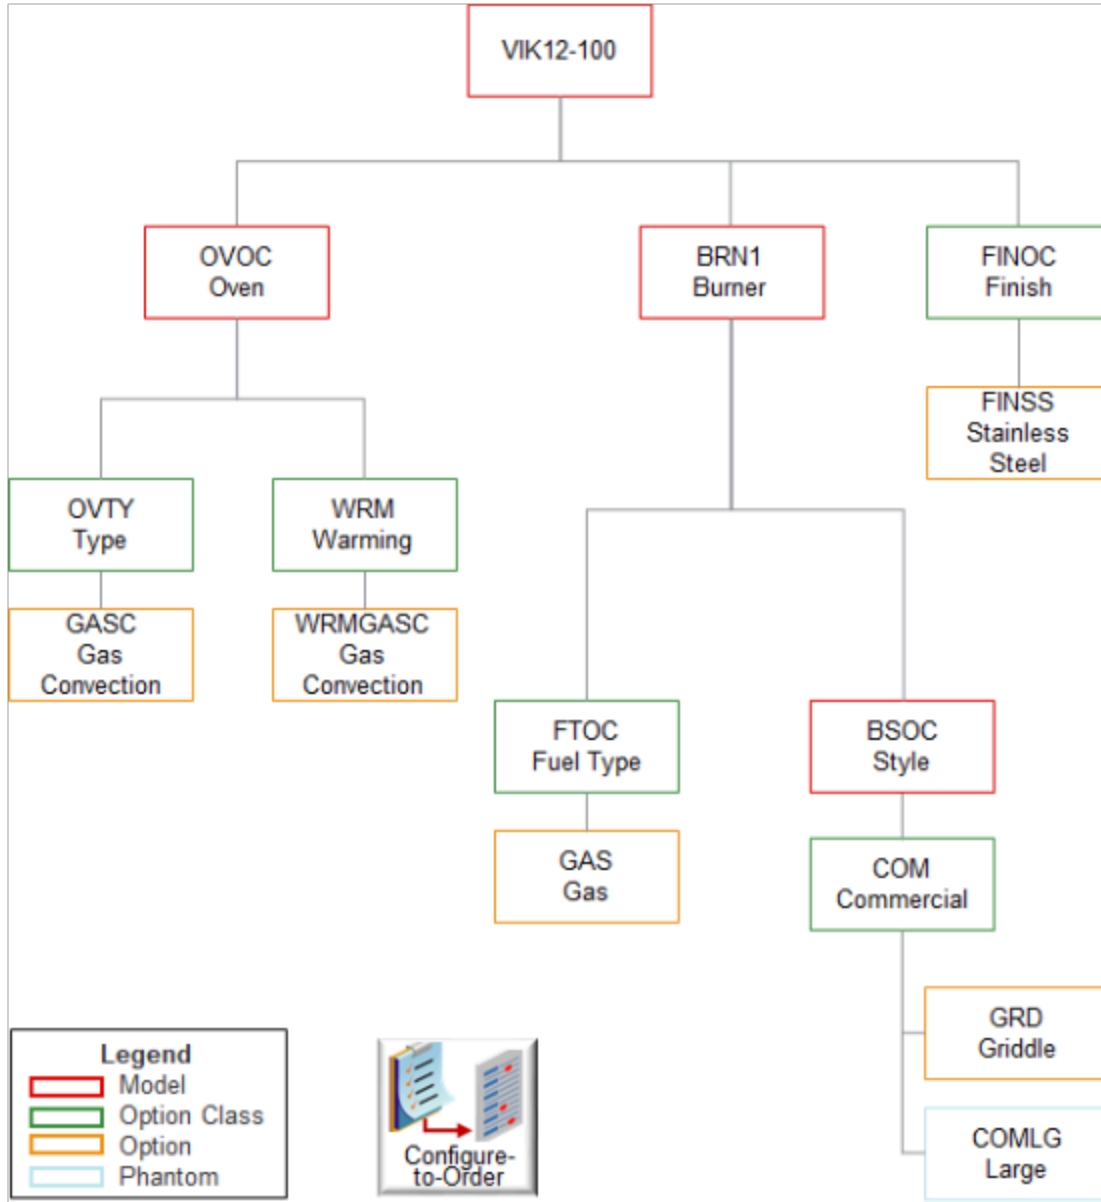 VIK12-100
OVOC
Oven
BRN1
Burner
FINOC
Finish
FINSS
Stainless
Steel
OVTY
Type
WRM
Warming
GASC
Gas
Convection
WRMGASC
Gas
Convection
FTOC
Fuel Type
BSOC
Style
GAS
Gas
COM
Commercial
GRD
Griddle
COMLG
Large
Legend
Model
Option Class
Option
Phantom
Configure-
to-Order